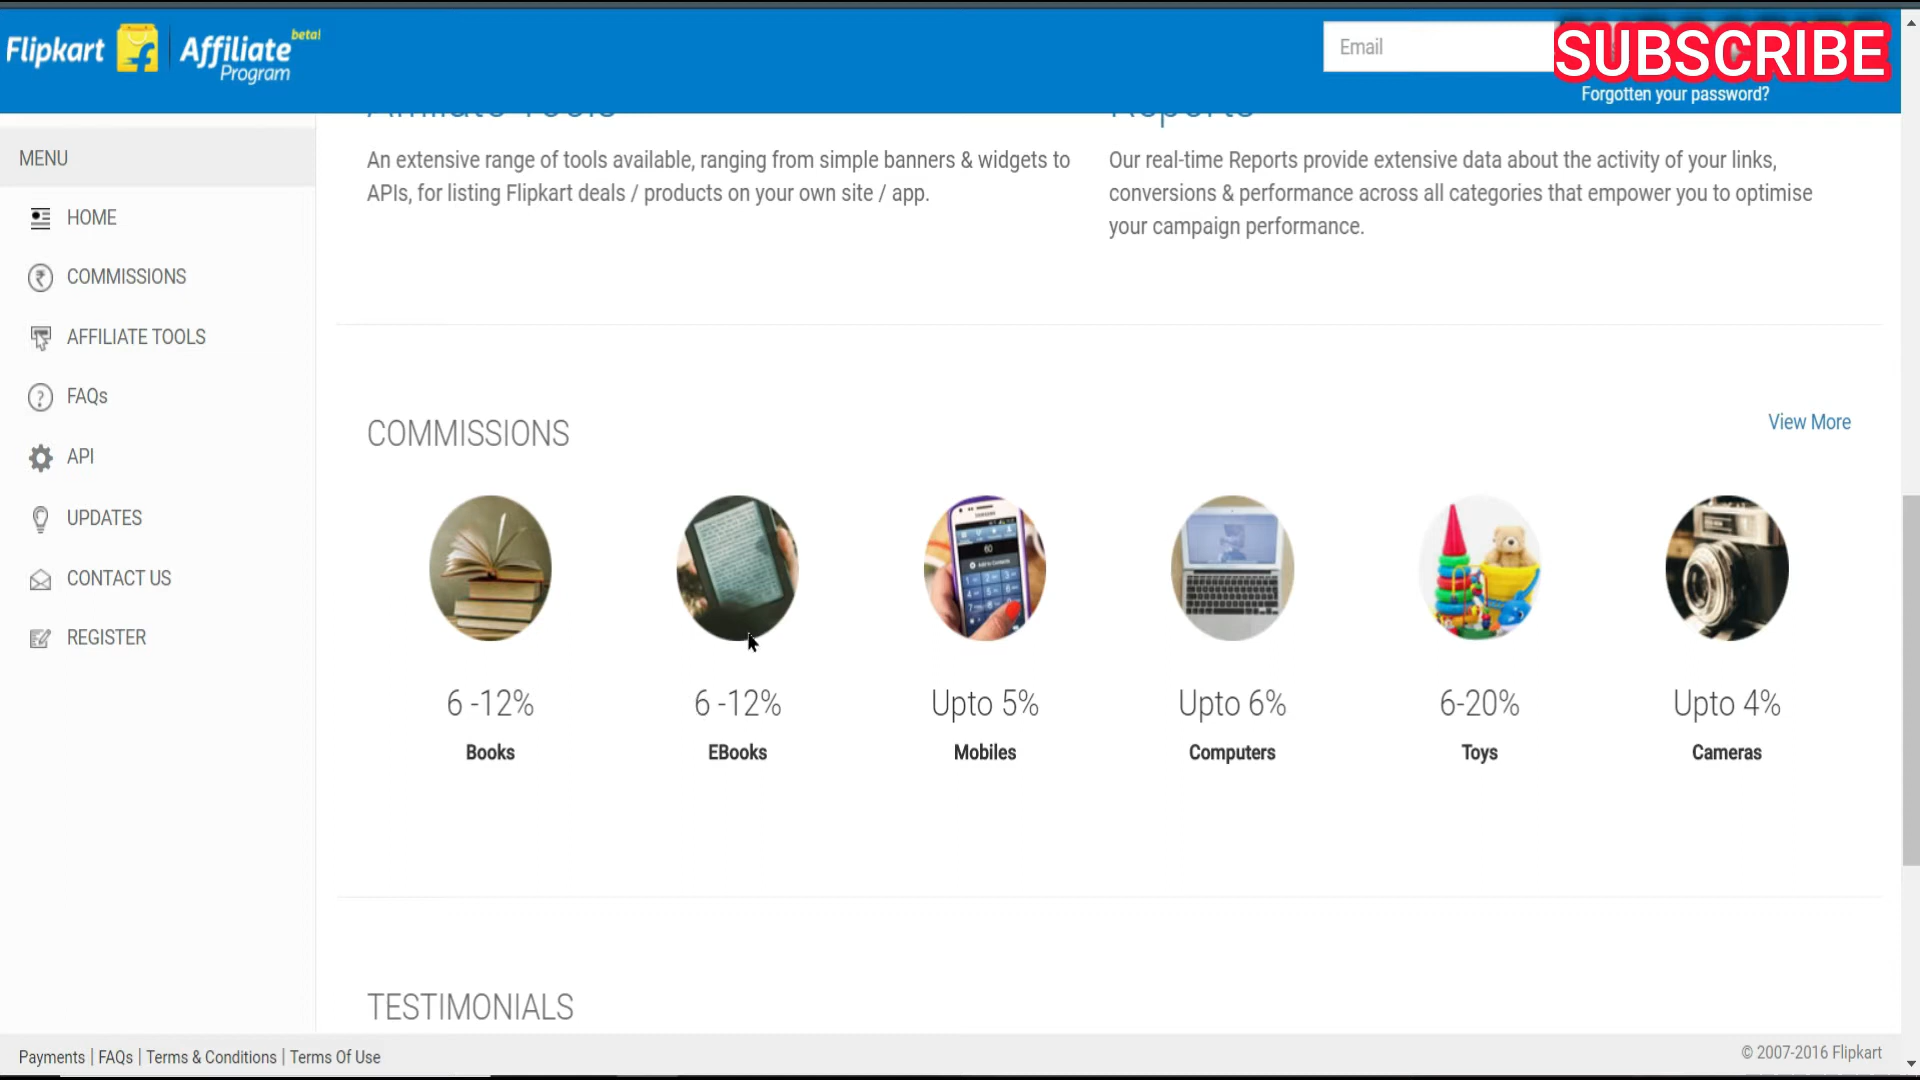 Flipkart Affiliate beta!
Program
Email
SUBSCRIBE
Forgotten your password?
MENU
HOME
COMMISSIONS
AFFILIATE TOOLS
FAQs
API
UPDATES
CONTACT US
REGISTER
Affiliate Tools
An extensive range of tools available, ranging from simple banners & widgets to
APIs, for listing Flipkart deals / products on your own site / app.
Reports
Our real-time Reports provide extensive data about the activity of your links,
conversions & performance across all categories that empower you to optimise
your campaign performance.
COMMISSIONS
View More
6 -12%
Books
6 -12%
EBooks
Upto 5%
Mobiles
Upto 6%
Computers
6-20%
Toys
Upto 4%
Cameras
TESTIMONIALS
Payments | FAQs | Terms & Conditions | Terms Of Use
© 2007-2016 Flipkart